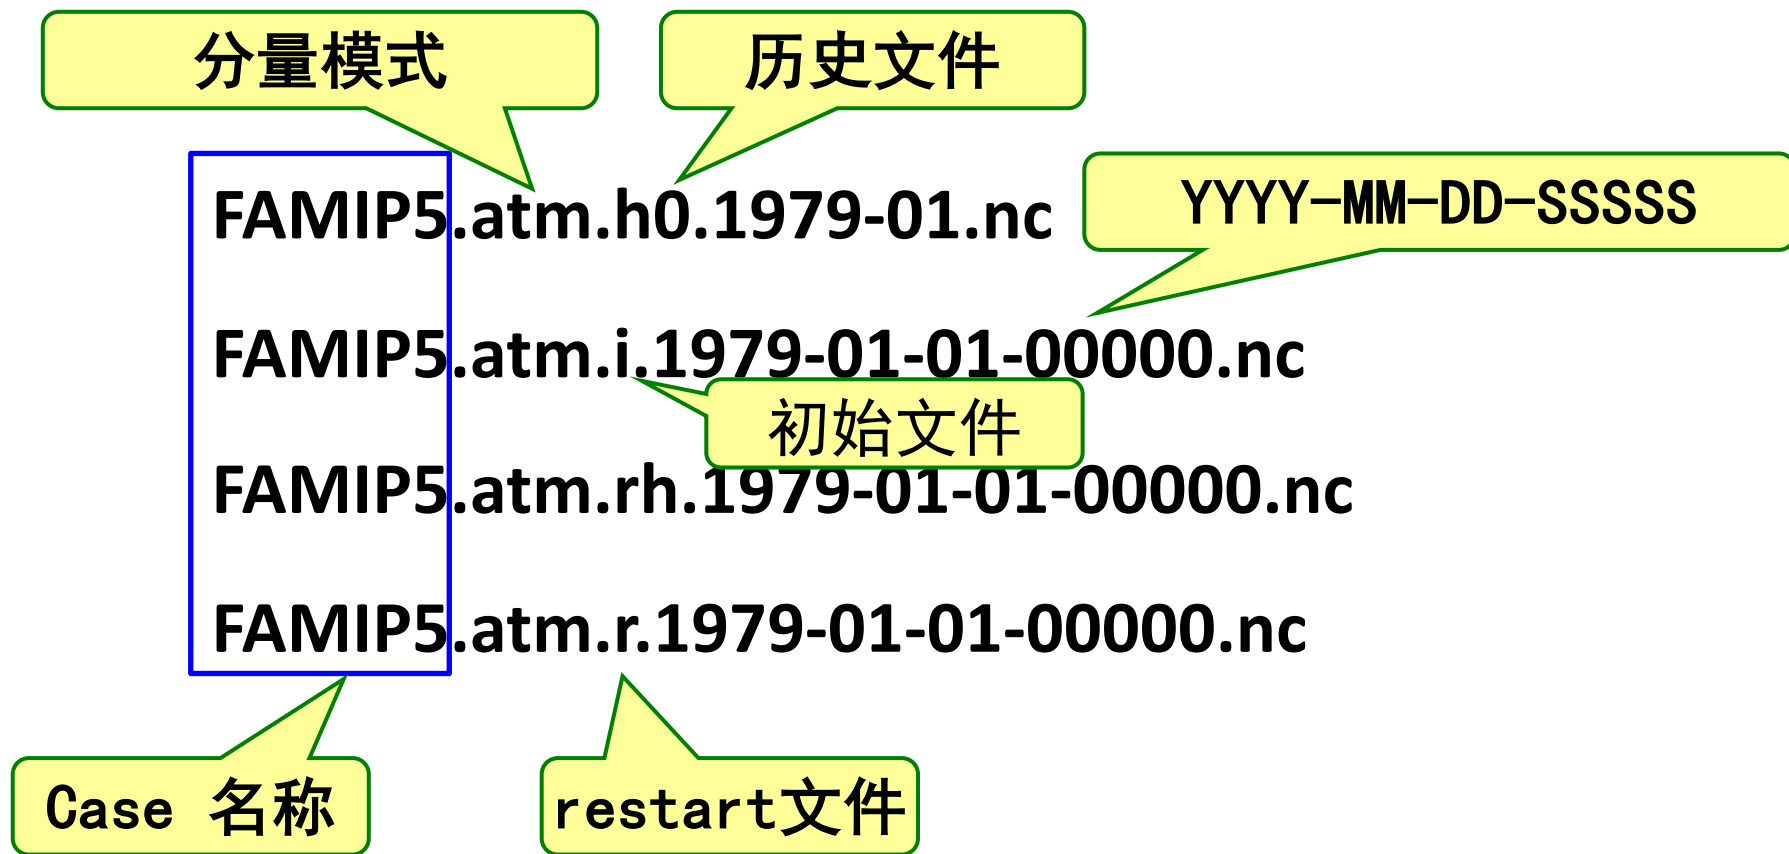 分量模式
历史文件
FAMIP5.atm.h0.1979-01.nc
YYYY-MM-DD-SSSSS
FAMIP5.atm.i.1979-01-01-00000.nc
初始文件
FAMIP5.atm.rh.1979-01-01-00000.nc
FAMIP5.atm.r.1979-01-01-00000.nc
Case 名称
restart文件